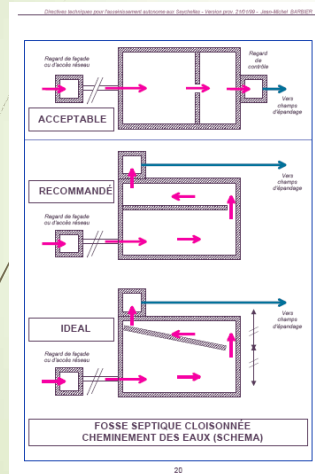 Directives techniques pour l'assainissement autonome aux Seychelles - Version prov. 21/01/99 - Jean-Michel BARBIER
Regard de façade
ou d'accès réseau
Regard
de
contrôle
ACCEPTABLE
Vers
champs
d'épandage
RECOMMANDÉ
Regard de façade
ou d'accès réseau
Vers
champs
d'épandage
IDEAL
Regard de façade
ou d'accès réseau
Vers
champs
d'épandage
FOSSE SEPTIQUE CLOISONNÉE
CHEMINEMENT DES EAUX (SCHEMA)
20